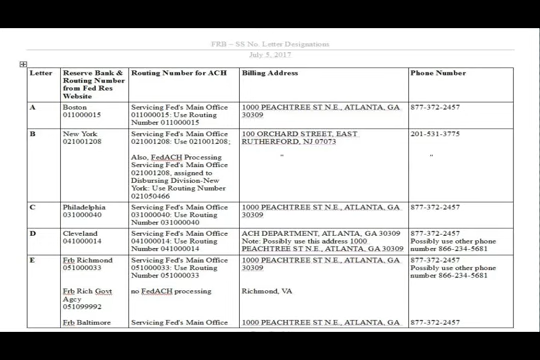 FRB – SS No. Letter Designations
July 5, 2017
Letter
Reserve Bank &
Routing Number
from Fed Res
Website
Routing Number for ACH
Billing Address
Phone Number
A
Boston
011000015
Servicing Fed's Main Office
011000015; Use Routing
Number 011000015
1000 PEACHTREE ST N.E., ATLANTA, GA
30309
877-372-2457
B
New York
021001208
Servicing Fed's Main Office
021001208: Use 021001208;
Also, FedACH Processing
Servicing Fed's Main Office
021001208, assigned to
Disbursing Division-New
York: Use Routing Number
021050466
100 ORCHARD STREET, EAST
RUTHERFORD, NJ 07073
"
201-531-3775
"
C
Philadelphia
031000040
Servicing Fed's Main Office
031000040: Use Routing
Number 031000040
1000 PEACHTREE ST N.E., ATLANTA, GA
30309
877-372-2457
D
Cleveland
041000014
Servicing Fed's Main Office
041000014: Use Routing
Number 041000014
ACH DEPARTMENT, ATLANTA, GA 30309
Note: Possibly use this address 1000
PEACHTREE ST N.E., ATLANTA, GA 30309
877-372-2457
Possibly use other phone
number 866-234-5681
E
Frb Richmond
051000033
Servicing Fed's Main Office
051000033: Use Routing
Number 051000033
1000 PEACHTREE ST N.E., ATLANTA, GA
30309
877-372-2457
Possibly use other phone
number 866-234-5681
Frb Rich Govt
Agcy
051099992
no FedACH processing
Richmond, VA
Frb Baltimore
Servicing Fed's Main Office
1000 PEACHTREE ST N.E., ATLANTA, GA
877-372-2457